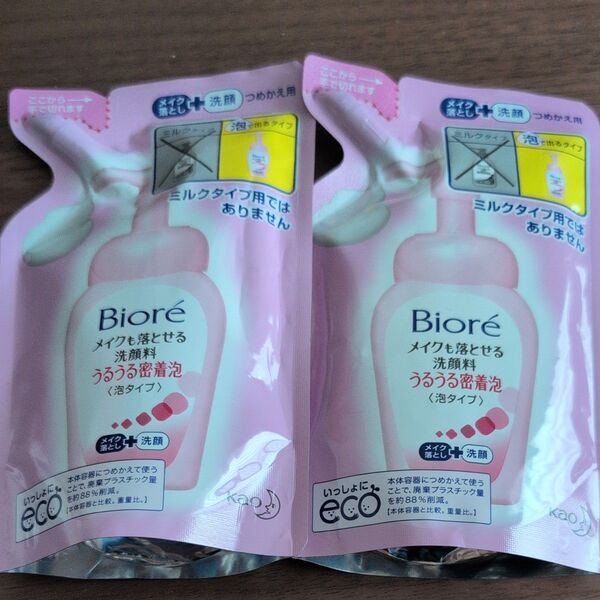 ここから
手で切れます
メイク
落とし
+
洗顔
つめかえ用
泡で出るタイプ
ミルクタイプ用では
ありません
Bioré
メイクも落とせる
洗顔料
うるうる密着泡
〈泡タイプ〉
メイク
落とし
+
洗顔
いっしょに
eco
本体容器につめかえて使う
ことで、廃棄プラスチック量
を約88%削減。
【本体容器と比較。重量比。】
Kao
ここから
手で切れます
メイク
落とし
+
洗顔
つめかえ用
ミルクタイプ
泡で出るタイプ
ミルクタイプ用では
ありません
Bioré
メイクも落とせる
洗顔料
うるうる密着泡
〈泡タイプ〉
メイク
落とし
+
洗顔
いっしょに
eco
本体容器につめかえて使う
ことで、廃棄プラスチック量
を約88%削減。
【本体容器と比較。重量比。】
Kao